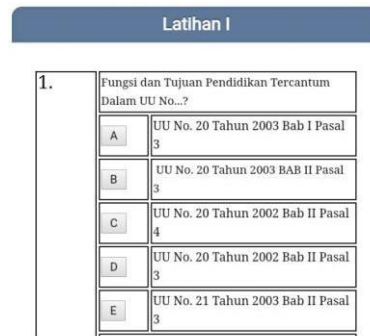 Latihan I
1.
Fungsi dan Tujuan Pendidikan Tercantum
Dalam UU No...?
A
UU No. 20 Tahun 2003 Bab I Pasal
3
B
UU No. 20 Tahun 2003 BAB II Pasal
3
C
UU No. 20 Tahun 2002 Bab II Pasal
4
D
UU No. 20 Tahun 2002 Bab II Pasal
3
E
UU No. 21 Tahun 2003 Bab II Pasal
3